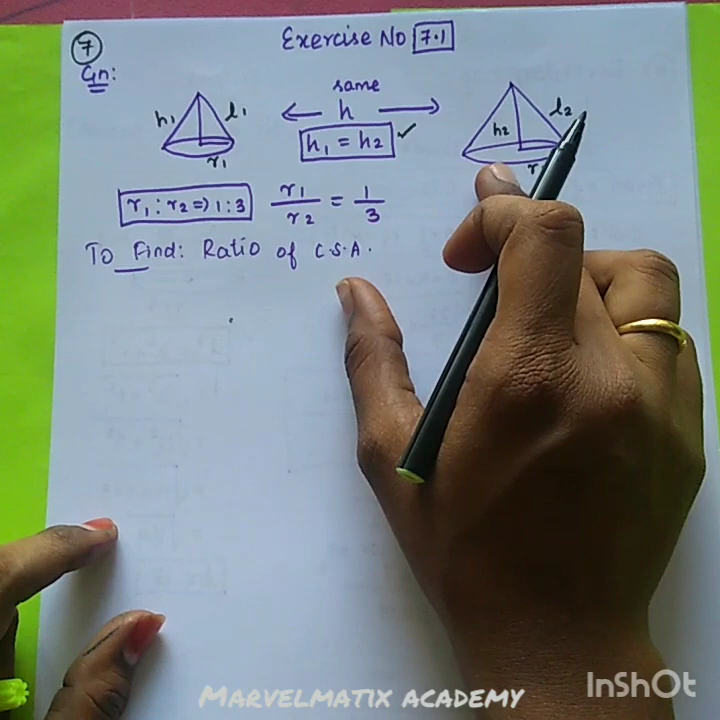 7 Exercise No 7.1
Gn:
same
h1 l1 h l2
h2
h1 = h2 ✓
r1 r
r1 : r2 => 1:3 r1/r2 = 1/3
To Find: Ratio of C.S.A.
InShOt
MARVELMATIX ACADEMY